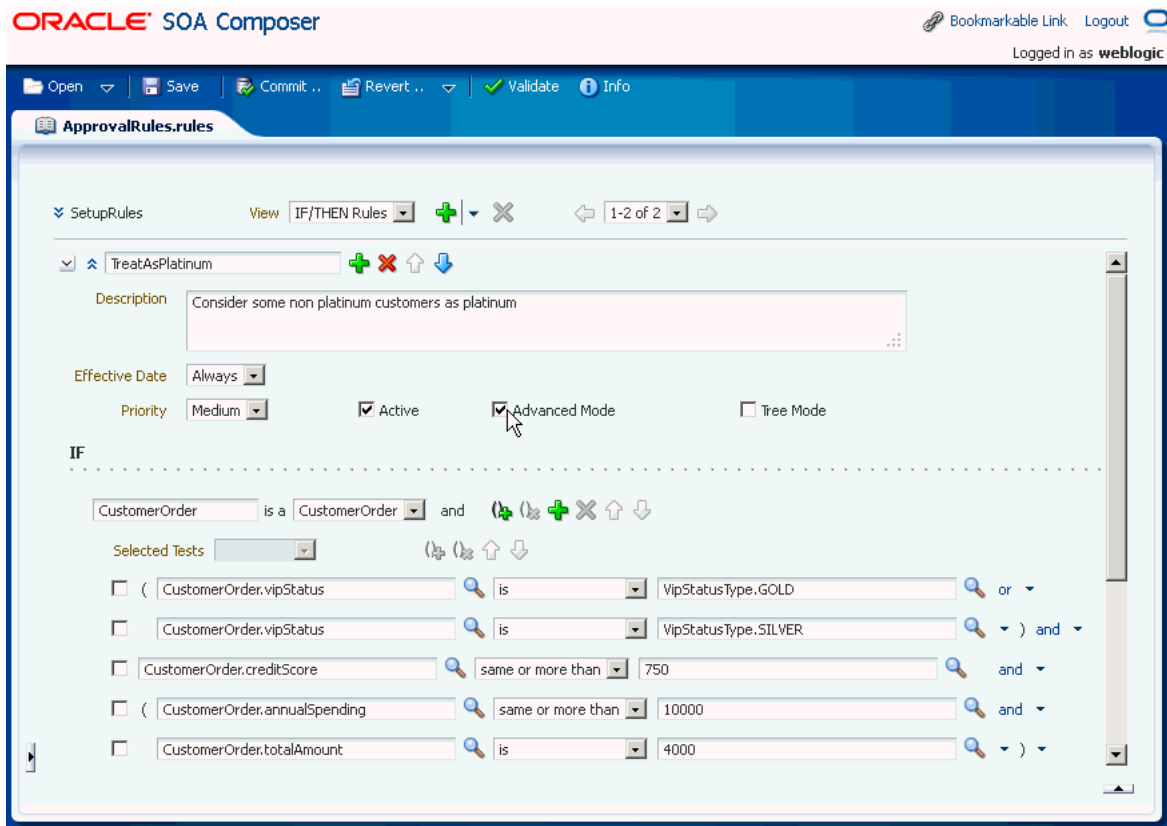 ORACLE SOA Composer
Bookmarkable Link Logout
Logged in as weblogic
Open Save Commit .. Revert .. Validate Info
ApprovalRules.rules
SetupRules View IF/THEN Rules 1-2 of 2
TreatAsPlatinum
Description Consider some non platinum customers as platinum
Effective Date Always
Priority Medium Active Advanced Mode Tree Mode
IF
CustomerOrder is a CustomerOrder and
Selected Tests
( CustomerOrder.vipStatus is VipStatusType.GOLD or
CustomerOrder.vipStatus is VipStatusType.SILVER ) and
CustomerOrder.creditScore same or more than 750 and
( CustomerOrder.annualSpending same or more than 10000 and
CustomerOrder.totalAmount is 4000 )